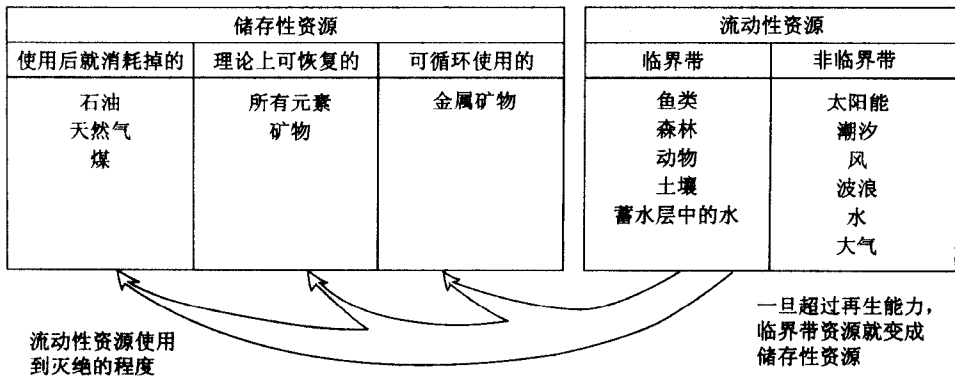 储存性资源
使用后就消耗掉的
理论上可恢复的
可循环使用的
石油
天然气
煤
所有元素
矿物
金属矿物
流动性资源
临界带
非临界带
鱼类
森林
动物
土壤
蓄水层中的水
太阳能
潮汐
风
波浪
水
大气
流动性资源使用
到灭绝的程度
一旦超过再生能力，
临界带资源就变成
储存性资源